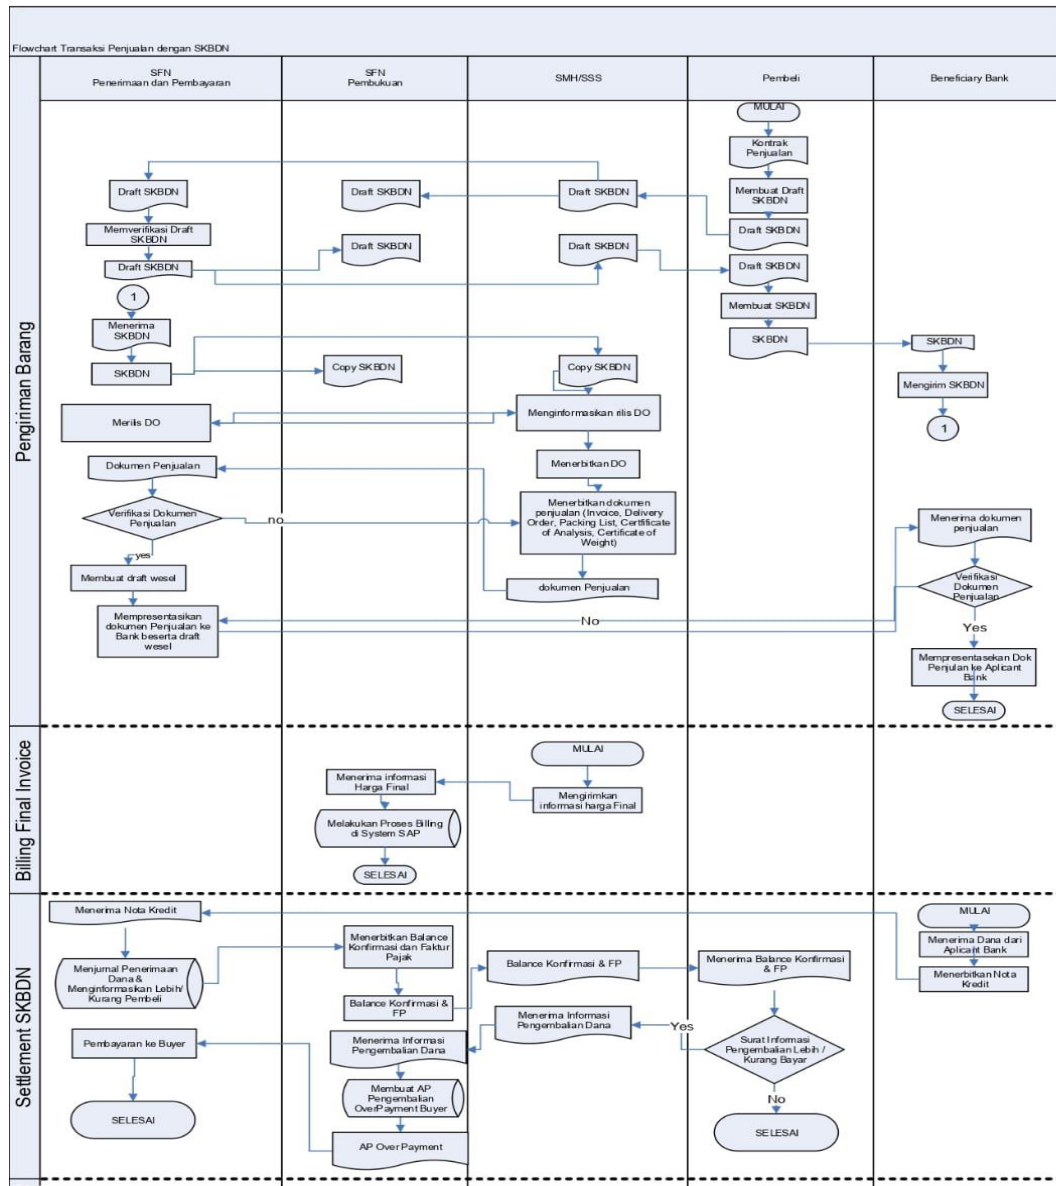 Flowchart Transaksi Penjualan dengan SKBDN
SFN
Penerimaan dan Pembayaran
SFN
Pembukuan
SMH/SSS
Pembeli
Beneficiary Bank
Pengiriman Barang
MULAI
Kontrak
Penjualan
Draft SKBDN
Draft SKBDN
Draft SKBDN
Membuat Draft
SKBDN
Memverifikasi Draft
SKBDN
Draft SKBDN
Draft SKBDN
Draft SKBDN
Draft SKBDN
Draft SKBDN
1
Membuat SKBDN
Menerima
SKBDN
SKBDN
SKBDN
SKBDN
Copy SKBDN
Copy SKBDN
Mengirim SKBDN
Merilis DO
Menginformasikan rilis DO
1
Dokumen Penjualan
Menerbitkan DO
Verifikasi Dokumen
Penjualan
no
Menerbitkan dokumen
penjualan (Invoice, Delivery
Order, Packing List, Certfificate
of Analysis, Certificate of
Weight)
Menerima dokumen
penjualan
yes
Membuat draft wesel
dokumen Penjualan
Verifikasi
Dokumen
Penjualan
Mempresentasikan
dokumen Penjualan ke
Bank beserta draft
wesel
No
Yes
Mempresentasekan Dok
Penjulan ke Aplicant
Bank
SELESAI
Billing Final Invoice
MULAI
Menerima informasi
Harga Final
Mengirimkan
informasi harga Final
Melakukan Proses Billing
di System SAP
SELESAI
Settlement SKBDN
Menerima Nota Kredit
MULAI
Menerbitkan Balance
Konfirmasi dan Faktur
Pajak
Menerima Dana dari
Aplicant Bank
Menjurnal Penerimaan
Dana &
Menginformasikan Lebih/
Kurang Pembeli
Balance Konfirmasi & FP
Menerima Balance Konfirmasi
& FP
Menerbitkan Nota
Kredit
Balance Konfirmasi &
FP
Menerima Informasi
Pengembalian Dana
Yes
Pembayaran ke Buyer
Menerima Informasi
Pengembalian Dana
Surat Informasi
Pengembalian Lebih /
Kurang Bayar
Membuat AP
Pengembalian
OverPayment Buyer
No
SELESAI
AP Over Payment
SELESAI